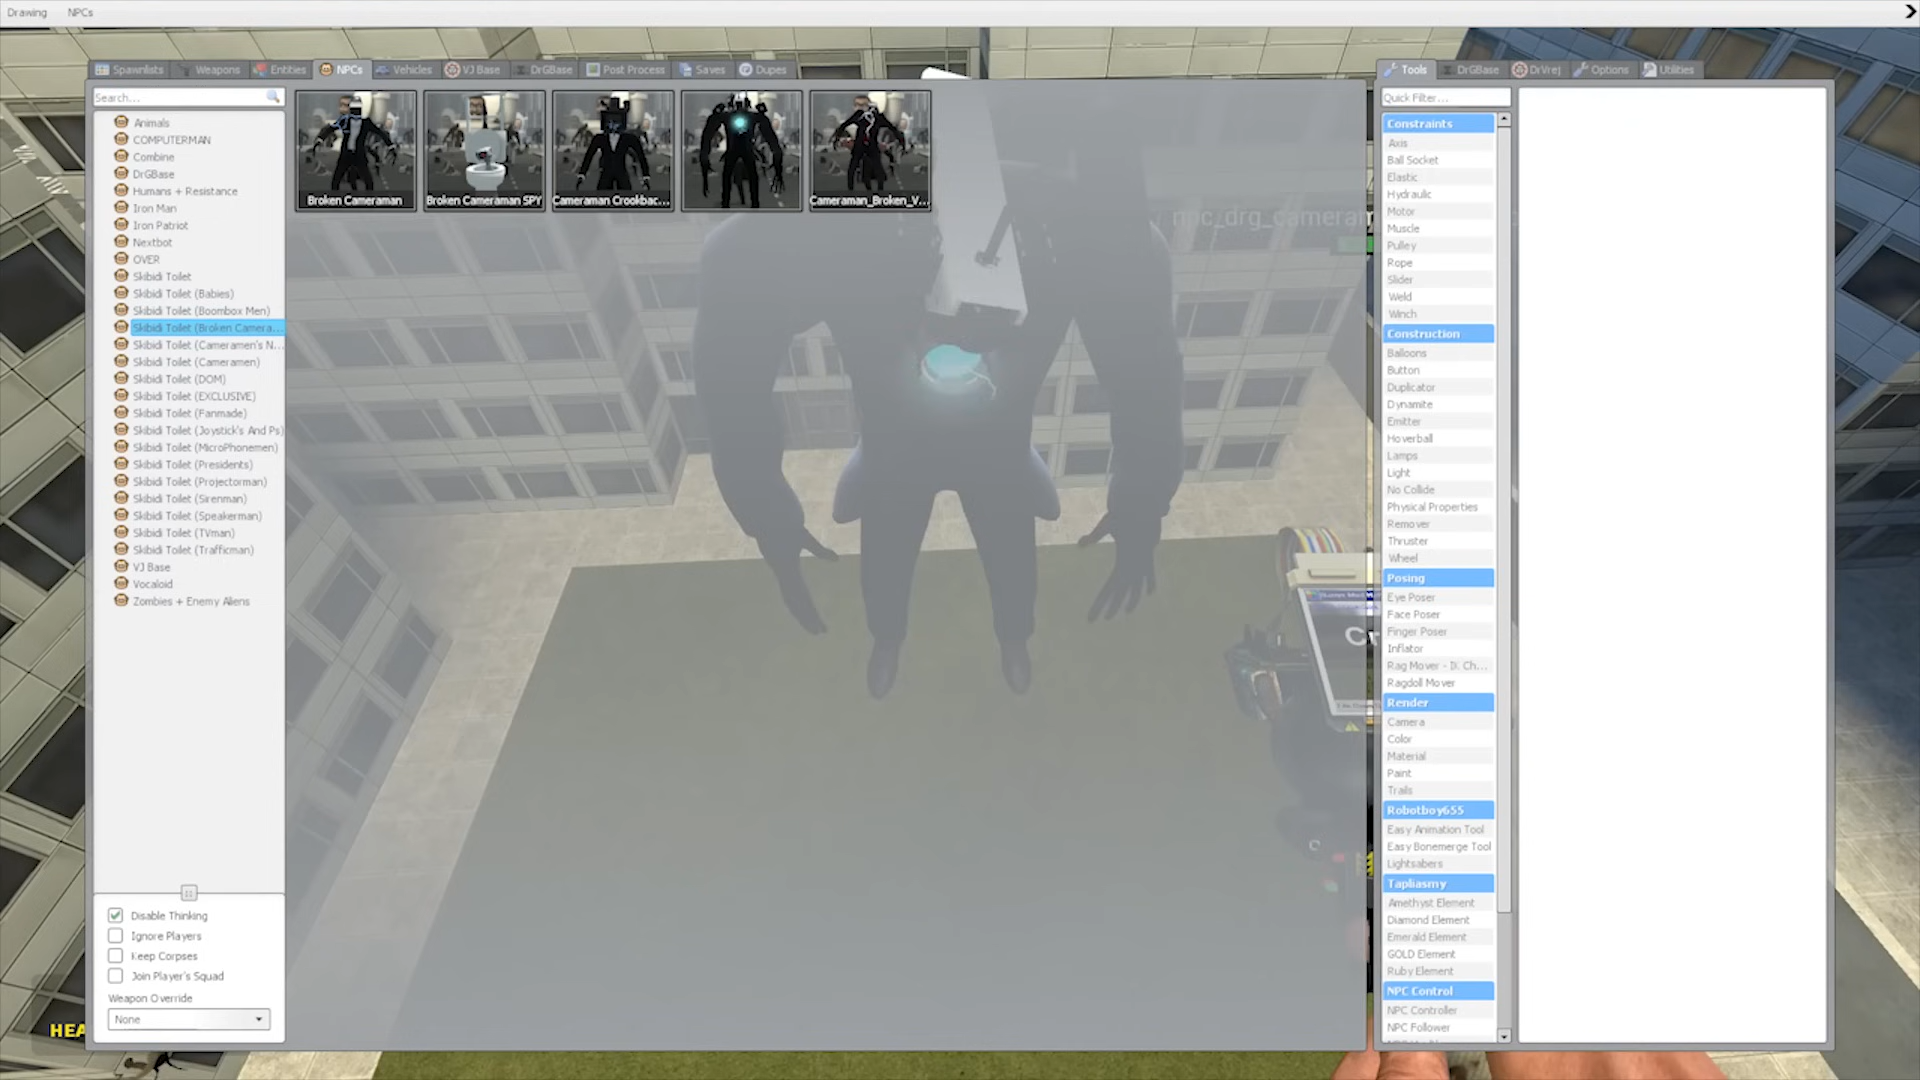 Drawing NPCs
Spawnlists Weapons Entities NPCs Vehicles VJ Base DrGBase Post Process Saves Dupes
Search...
Animals
COMPUTERMAN
Combine
DrGBase
Humans + Resistance
Iron Man
Iron Patriot
Nextbot
OVER
Skibidi Toilet
Skibidi Toilet (Babies)
Skibidi Toilet (Boombox Men)
Skibidi Toilet (Broken Camera...
Skibidi Toilet (Cameramen's N...
Skibidi Toilet (Cameramen)
Skibidi Toilet (DOM)
Skibidi Toilet (EXCLUSIVE)
Skibidi Toilet (Fanmade)
Skibidi Toilet (Joystick's And Ps)
Skibidi Toilet (MicroPhonemen)
Skibidi Toilet (Presidents)
Skibidi Toilet (Projectorman)
Skibidi Toilet (Sirenman)
Skibidi Toilet (Speakerman)
Skibidi Toilet (TVman)
Skibidi Toilet (Trafficman)
VJ Base
Vocaloid
Zombies + Enemy Aliens
Disable Thinking
Ignore Players
Keep Corpses
Join Player's Squad
Weapon Override
None
HEA
Broken Cameraman
Broken Cameraman SPY
Cameraman Crookbac...
Cameraman_Broken_V...
npc_drg_cameram
Cr
Tools DrGBase DrVrej Options Utilities
Quick Filter...
Constraints
Axis
Ball Socket
Elastic
Hydraulic
Motor
Muscle
Pulley
Rope
Slider
Weld
Winch
Construction
Balloons
Button
Duplicator
Dynamite
Emitter
Hoverball
Lamps
Light
No Collide
Physical Properties
Remover
Thruster
Wheel
Posing
Eye Poser
Face Poser
Finger Poser
Inflator
Rag Mover - IK Ch...
Ragdoll Mover
Render
Camera
Color
Material
Paint
Trails
Robotboy655
Easy Animation Tool
Easy Bonemerge Tool
Lightsabers
Tapliasmy
Amethyst Element
Diamond Element
Emerald Element
GOLD Element
Ruby Element
NPC Control
NPC Controller
NPC Follower